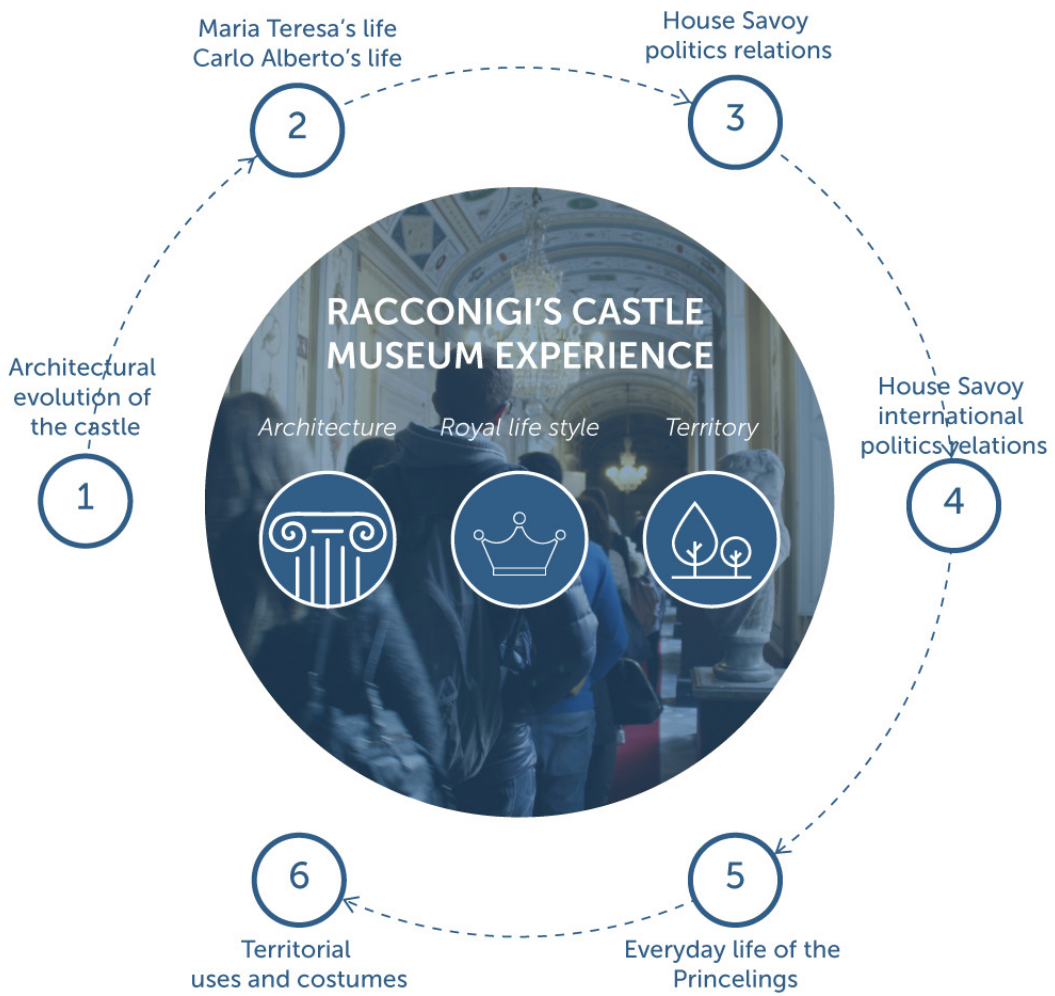 Maria Teresa's life
Carlo Alberto's life
2
House Savoy
politics relations
3
RACCONIGI'S CASTLE
MUSEUM EXPERIENCE
Architecture
Royal life style
Territory
Architectural
evolution of
the castle
1
House Savoy
international
politics relations
4
6
Territorial
uses and costumes
5
Everyday life of the
Princelings